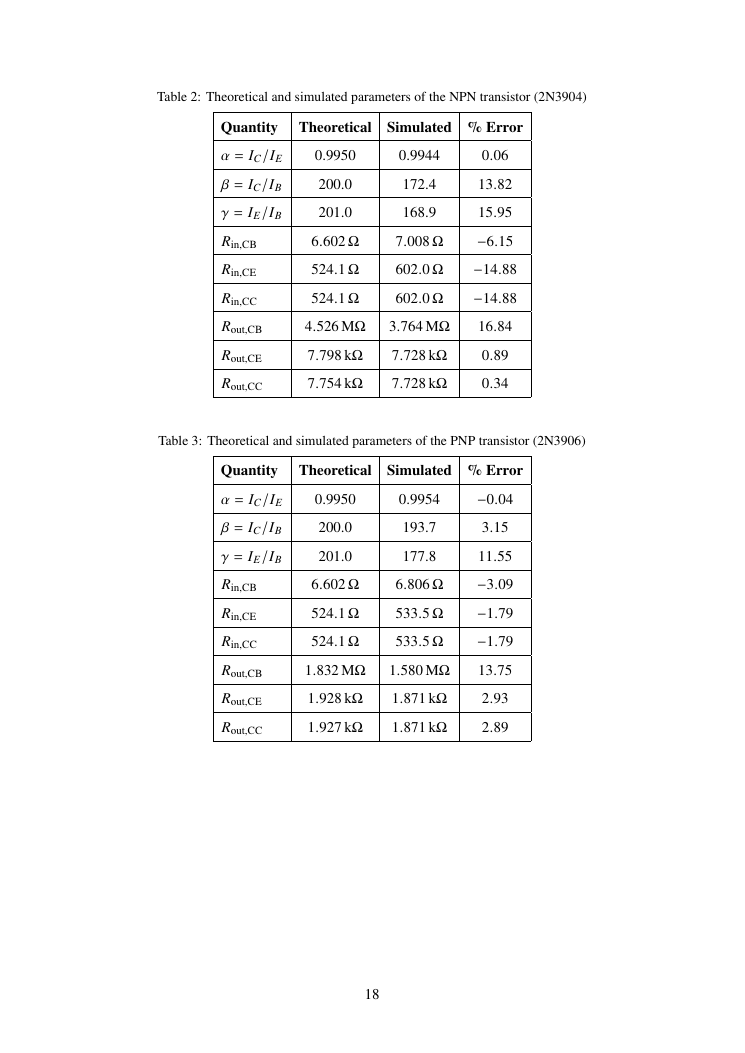 Table 2: Theoretical and simulated parameters of the NPN transistor (2N3904)
Quantity Theoretical Simulated % Error
α = I_C/I_E 0.9950 0.9944 0.06
β = I_C/I_B 200.0 172.4 13.82
γ = I_E/I_B 201.0 168.9 15.95
R_in,CB 6.602 Ω 7.008 Ω −6.15
R_in,CE 524.1 Ω 602.0 Ω −14.88
R_in,CC 524.1 Ω 602.0 Ω −14.88
R_out,CB 4.526 MΩ 3.764 MΩ 16.84
R_out,CE 7.798 kΩ 7.728 kΩ 0.89
R_out,CC 7.754 kΩ 7.728 kΩ 0.34
Table 3: Theoretical and simulated parameters of the PNP transistor (2N3906)
Quantity Theoretical Simulated % Error
α = I_C/I_E 0.9950 0.9954 −0.04
β = I_C/I_B 200.0 193.7 3.15
γ = I_E/I_B 201.0 177.8 11.55
R_in,CB 6.602 Ω 6.806 Ω −3.09
R_in,CE 524.1 Ω 533.5 Ω −1.79
R_in,CC 524.1 Ω 533.5 Ω −1.79
R_out,CB 1.832 MΩ 1.580 MΩ 13.75
R_out,CE 1.928 kΩ 1.871 kΩ 2.93
R_out,CC 1.927 kΩ 1.871 kΩ 2.89
18